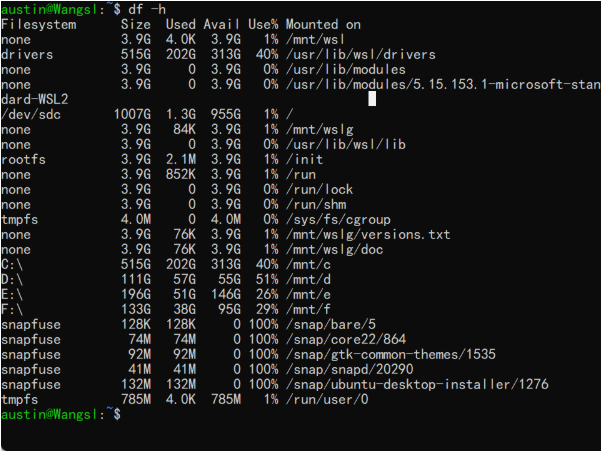 austin@Wangsl:~$ df -h
Filesystem      Size  Used Avail Use% Mounted on
none            3.9G  4.0K  3.9G   1% /mnt/wsl
drivers         515G  202G  313G  40% /usr/lib/wsl/drivers
none            3.9G     0  3.9G   0% /usr/lib/modules
none            3.9G     0  3.9G   0% /usr/lib/modules/5.15.153.1-microsoft-stan
dard-WSL2
/dev/sdc       1007G  1.3G  955G   1% /
none            3.9G   84K  3.9G   1% /mnt/wslg
none            3.9G     0  3.9G   0% /usr/lib/wsl/lib
rootfs          3.9G  2.1M  3.9G   1% /init
none            3.9G  852K  3.9G   1% /run
none            3.9G     0  3.9G   0% /run/lock
none            3.9G     0  3.9G   0% /run/shm
tmpfs           4.0M     0  4.0M   0% /sys/fs/cgroup
none            3.9G   76K  3.9G   1% /mnt/wslg/versions.txt
none            3.9G   76K  3.9G   1% /mnt/wslg/doc
C:\             515G  202G  313G  40% /mnt/c
D:\             111G   57G   55G  51% /mnt/d
E:\             196G   51G  146G  26% /mnt/e
F:\             133G   38G   95G  29% /mnt/f
snapfuse        128K  128K     0 100% /snap/bare/5
snapfuse         74M   74M     0 100% /snap/core22/864
snapfuse         92M   92M     0 100% /snap/gtk-common-themes/1535
snapfuse         41M   41M     0 100% /snap/snapd/20290
snapfuse        132M  132M     0 100% /snap/ubuntu-desktop-installer/1276
tmpfs           785M  4.0K  785M   1% /run/user/0
austin@Wangsl:~$